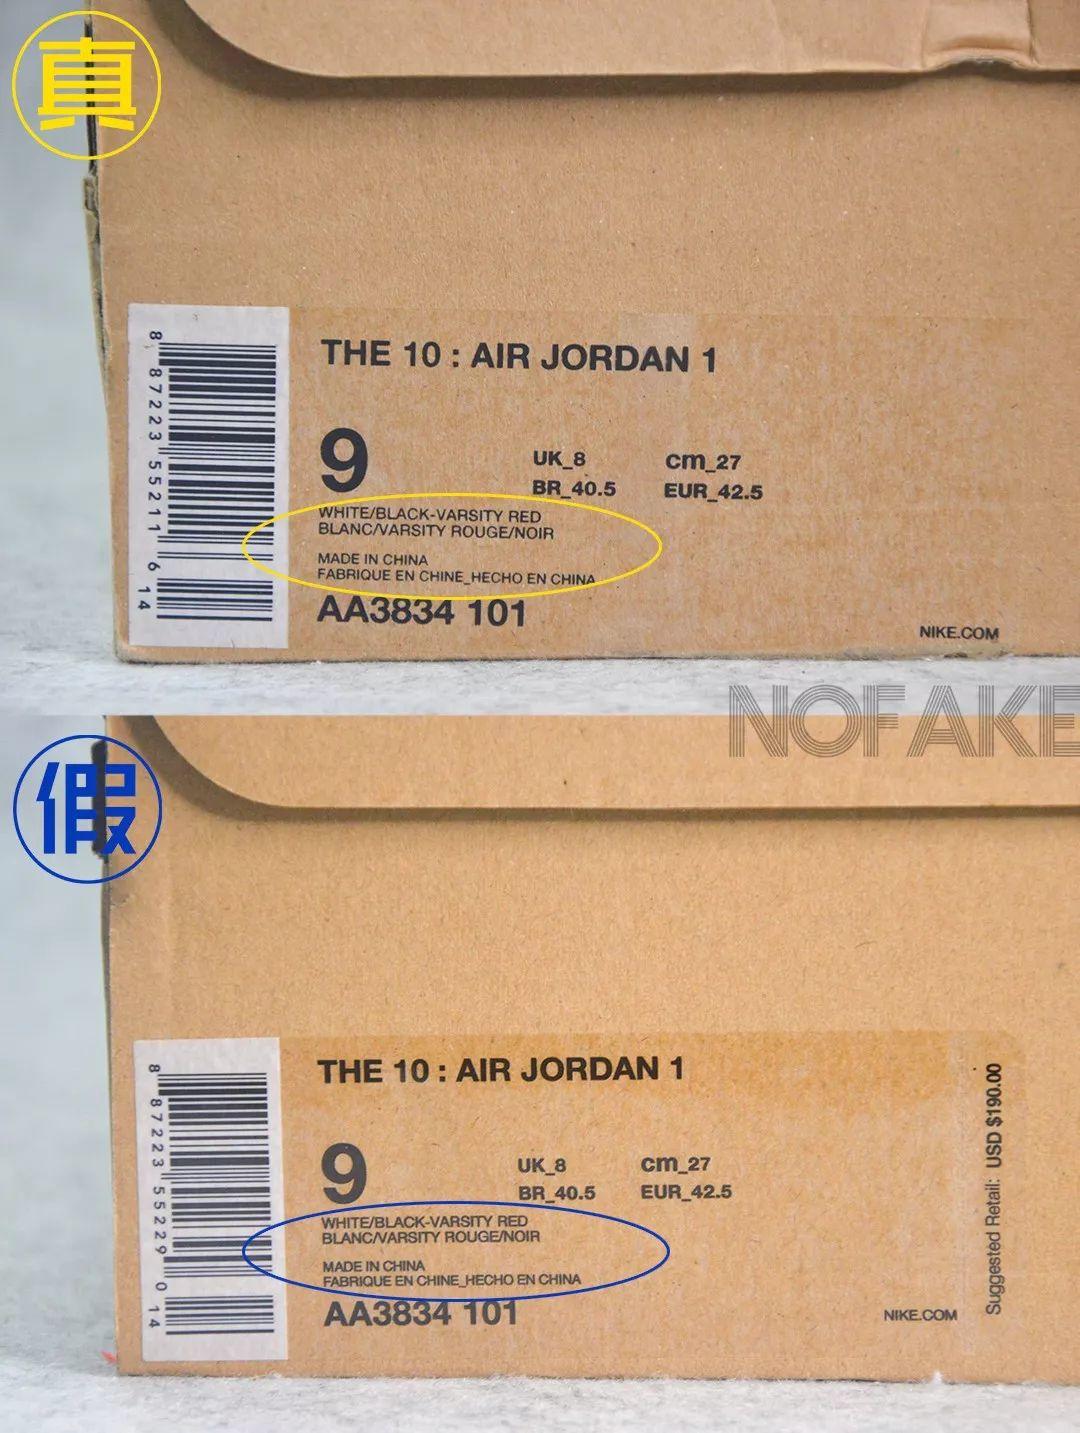 真
THE 10 : AIR JORDAN 1
9
UK_8
cm_27
BR_40.5
EUR_42.5
WHITE/BLACK-VARSITY RED
BLANC/VARSITY ROUGE/NOIR
MADE IN CHINA
FABRIQUE EN CHINE_HECHO EN CHINA
AA3834 101
NIKE.COM
8 87223 55211 6 14
NOFAKE
假
THE 10 : AIR JORDAN 1
9
UK_8
cm_27
BR_40.5
EUR_42.5
WHITE/BLACK-VARSITY RED
BLANC/VARSITY ROUGE/NOIR
MADE IN CHINA
FABRIQUE EN CHINE_HECHO EN CHINA
AA3834 101
NIKE.COM
Suggested Retail: USD $190.00
8 87223 55229 0 14